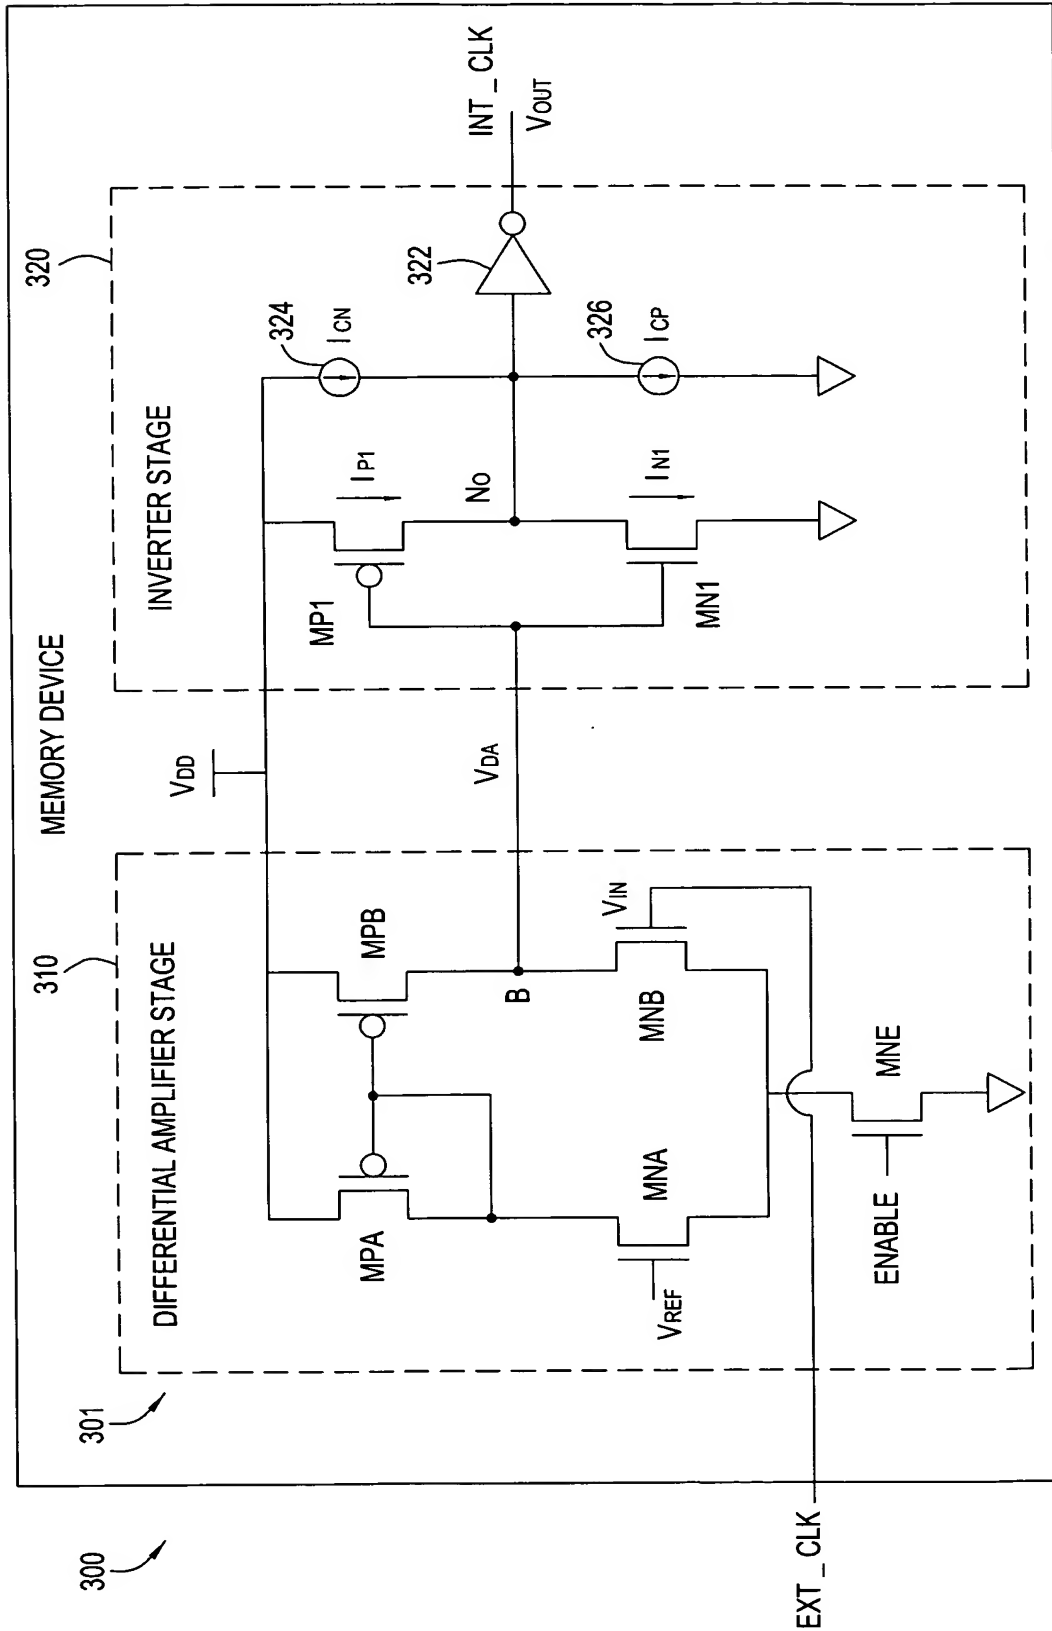 MEMORY DEVICE
300
301
310
DIFFERENTIAL AMPLIFIER STAGE
VDD
320
INVERTER STAGE
MPA
MPB
MP1
IP1
324
ICN
B
VDA
No
322
INT_CLK
VOUT
VREF
MNA
MNB
VIN
MN1
IN1
326
ICP
EXT_CLK
ENABLE
MNE